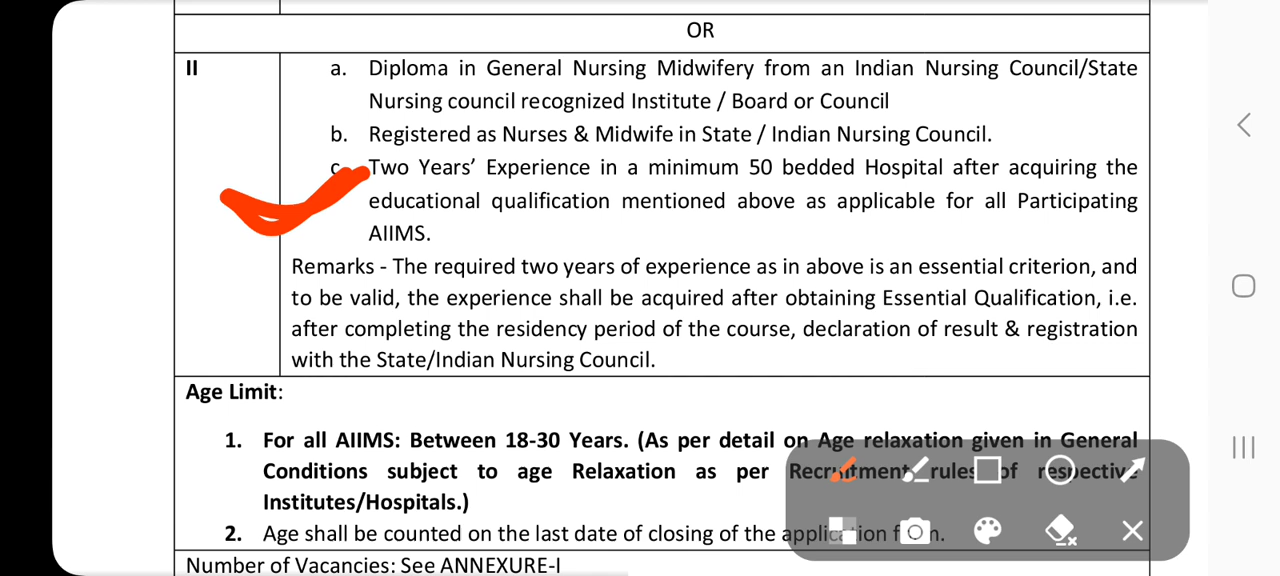 OR
II
a. Diploma in General Nursing Midwifery from an Indian Nursing Council/State
Nursing council recognized Institute / Board or Council
b. Registered as Nurses & Midwife in State / Indian Nursing Council.
Two Years' Experience in a minimum 50 bedded Hospital after acquiring the
educational qualification mentioned above as applicable for all Participating
AIIMS.
Remarks - The required two years of experience as in above is an essential criterion, and
to be valid, the experience shall be acquired after obtaining Essential Qualification, i.e.
after completing the residency period of the course, declaration of result & registration
with the State/Indian Nursing Council.
Age Limit:
1. For all AIIMS: Between 18-30 Years. (As per detail on Age relaxation given in General
Conditions subject to age Relaxation as per Recruitment rules of respective
Institutes/Hospitals.)
2. Age shall be counted on the last date of closing of the application
Number of Vacancies: See ANNEXURE-I